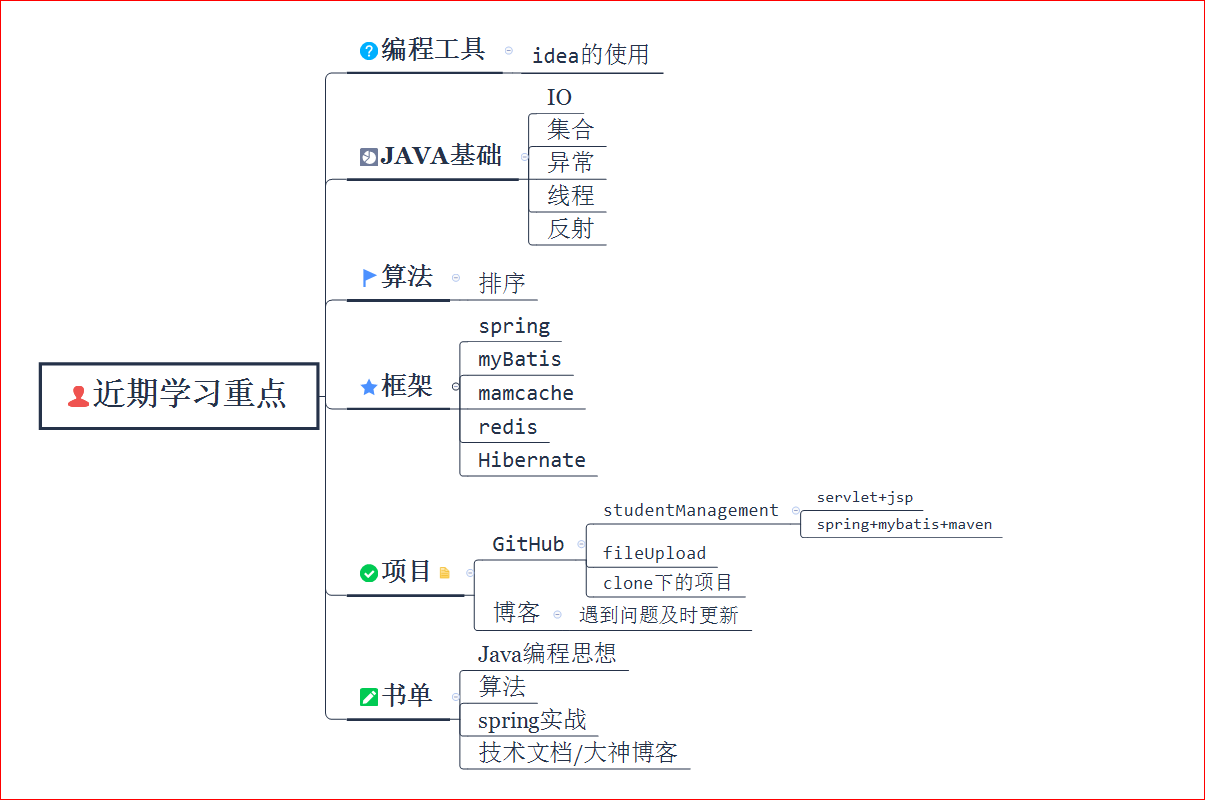 编程工具
idea的使用
JAVA基础
IO
集合
异常
线程
反射
算法
排序
近期学习重点
框架
spring
myBatis
mamcache
redis
Hibernate
项目
GitHub
studentManagement
servlet+jsp
spring+mybatis+maven
fileUpload
clone下的项目
博客
遇到问题及时更新
书单
Java编程思想
算法
spring实战
技术文档/大神博客